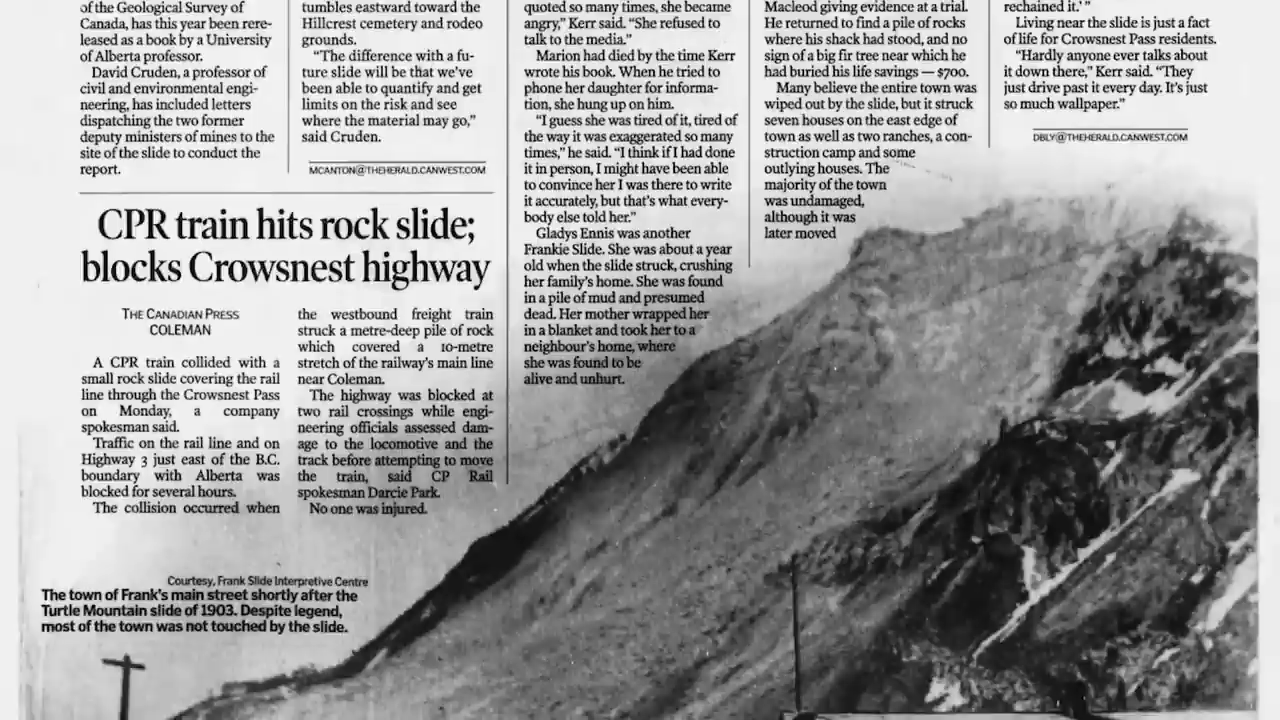 of the Geological Survey of
Canada, has this year been rere-
leased as a book by a University
of Alberta professor.
David Cruden, a professor of
civil and environmental engi-
neering, has included letters
dispatching the two former
deputy ministers of mines to the
site of the slide to conduct the
report.
tumbles eastward toward the
Hillcrest cemetery and rodeo
grounds.
"The difference with a fu-
ture slide will be that we've
been able to quantify and get
limits on the risk and see
where the material may go,"
said Cruden.
MCANTON@THEHERALD.CANWEST.COM
CPR train hits rock slide;
blocks Crowsnest highway
THE CANADIAN PRESS
COLEMAN
A CPR train collided with a
small rock slide covering the rail
line through the Crowsnest Pass
on Monday, a company
spokesman said.
Traffic on the rail line and on
Highway 3 just east of the B.C.
boundary with Alberta was
blocked for several hours.
The collision occurred when
the westbound freight train
struck a metre-deep pile of rock
which covered a 10-metre
stretch of the railway's main line
near Coleman.
The highway was blocked at
two rail crossings while engi-
neering officials assessed dam-
age to the locomotive and the
track before attempting to move
the train, said CP Rail
spokesman Darcie Park.
No one was injured.
quoted so many times, she became
angry," Kerr said. "She refused to
talk to the media."
Marion had died by the time Kerr
wrote his book. When he tried to
phone her daughter for informa-
tion, she hung up on him.
"I guess she was tired of it, tired of
the way it was exaggerated so many
times," he said. "I think if I had done
it in person, I might have been able
to convince her I was there to write
it accurately, but that's what every-
body else told her."
Gladys Ennis was another
Frankie Slide. She was about a year
old when the slide struck, crushing
her family's home. She was found
in a pile of mud and presumed
dead. Her mother wrapped her
in a blanket and took her to a
neighbour's home, where
she was found to be
alive and unhurt.
Macleod giving evidence at a trial.
He returned to find a pile of rocks
where his shack had stood, and no
sign of a big fir tree near which he
had buried his life savings — $700.
Many believe the entire town was
wiped out by the slide, but it struck
seven houses on the east edge of
town as well as two ranches, a con-
struction camp and some
outlying houses. The
majority of the town
was undamaged,
although it was
later moved
rechained it.'"
Living near the slide is just a fact
of life for Crowsnest Pass residents.
"Hardly anyone ever talks about
it down there," Kerr said. "They
just drive past it every day. It's just
so much wallpaper."
DBLY@THEHERALD.CANWEST.COM
Courtesy, Frank Slide Interpretive Centre
The town of Frank's main street shortly after the
Turtle Mountain slide of 1903. Despite legend,
most of the town was not touched by the slide.